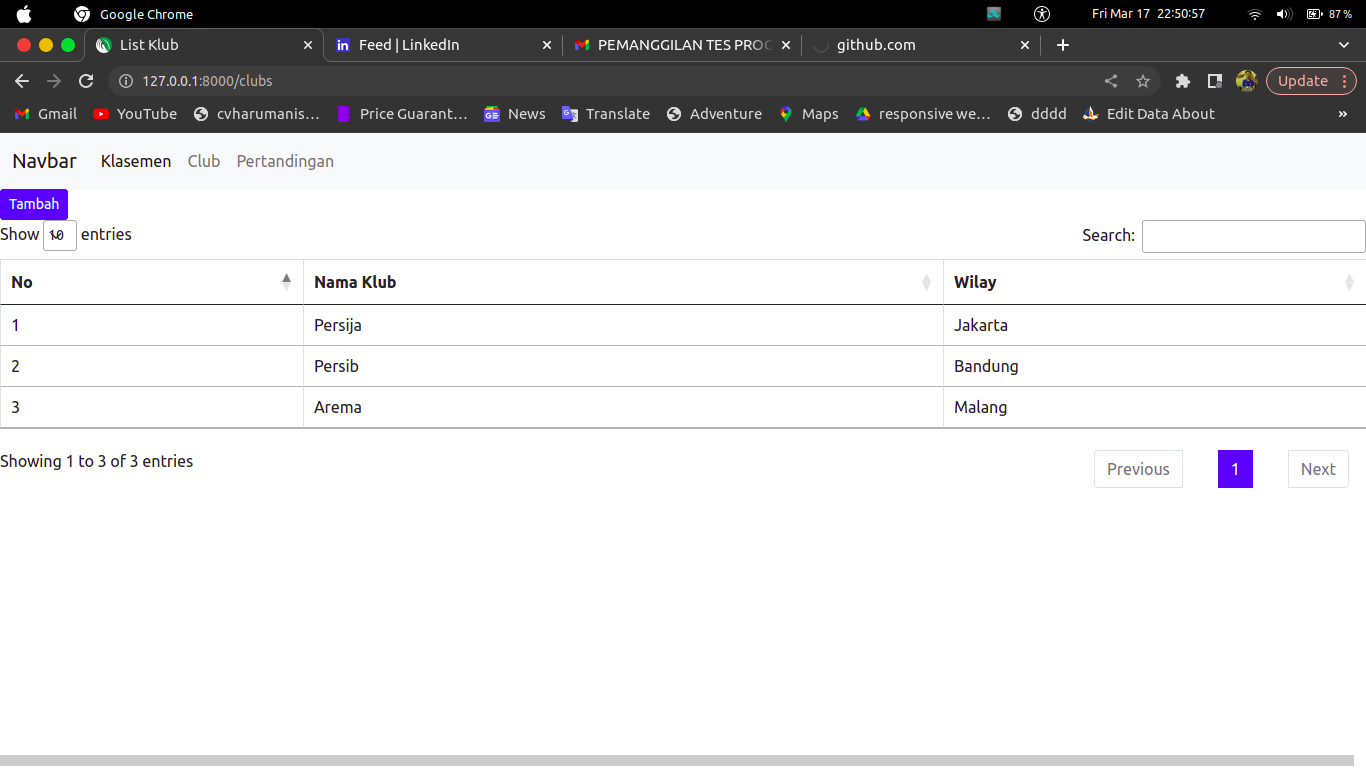 Google Chrome
Fri Mar 17 22:50:57
87 %
List Klub
Feed | LinkedIn
PEMANGGILAN TES PROG
github.com
127.0.0.1:8000/clubs
Update
Gmail
YouTube
cvharumanis…
Price Guarant…
News
Translate
Adventure
Maps
responsive we…
dddd
Edit Data About
»
Navbar
Klasemen
Club
Pertandingan
Tambah
Show 10 entries
Search:
No Nama Klub Wilay
1 Persija Jakarta
2 Persib Bandung
3 Arema Malang
Showing 1 to 3 of 3 entries
Previous 1 Next